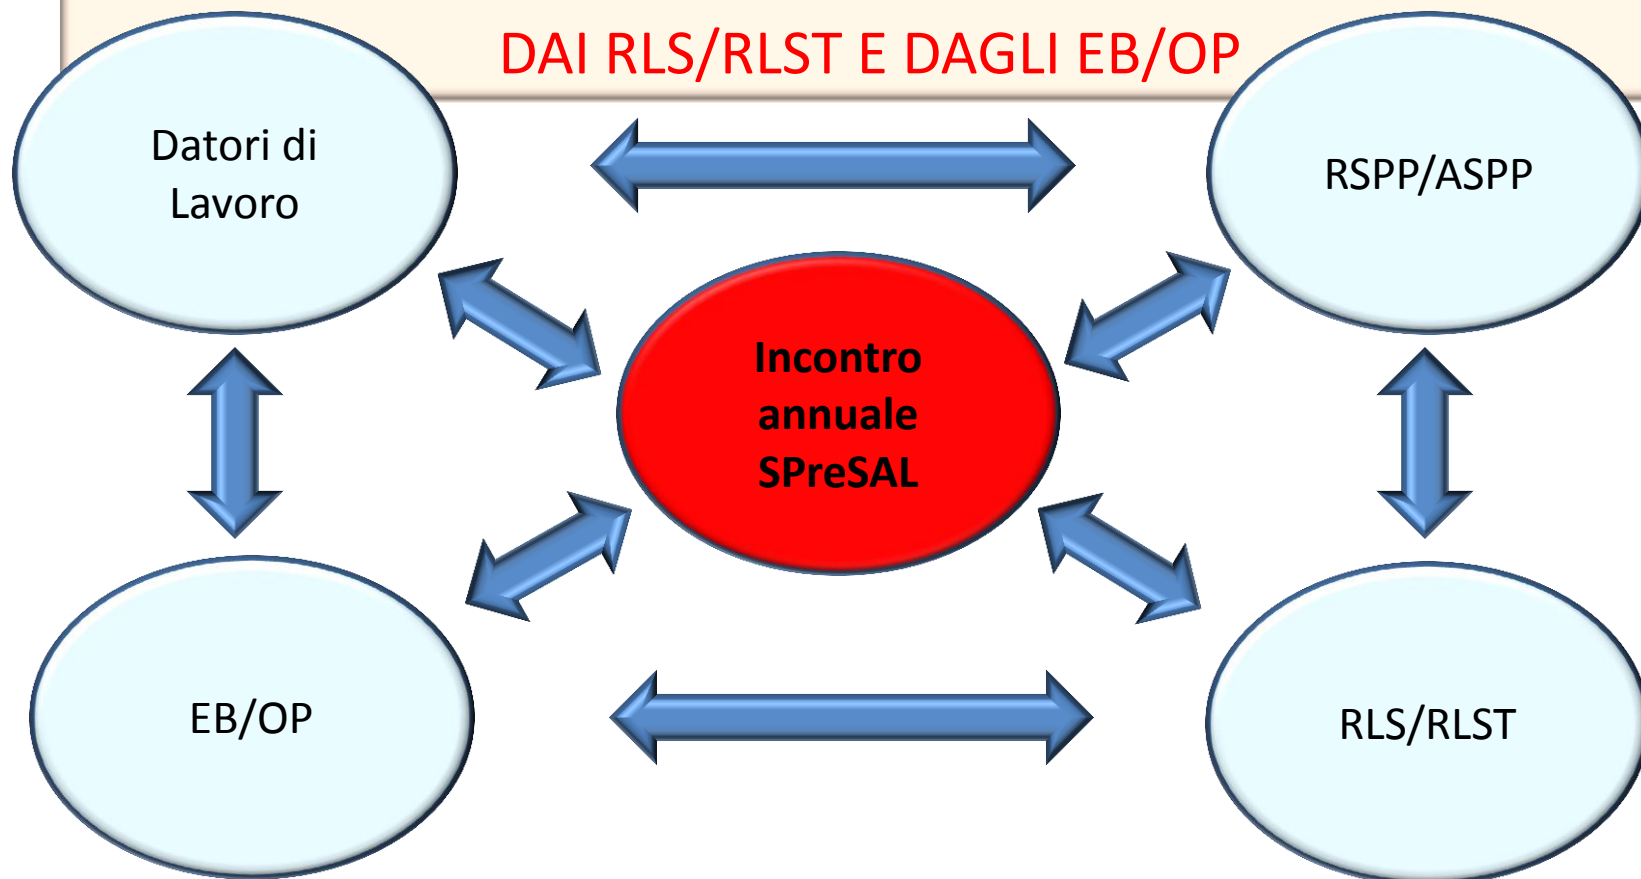 DAI RLS/RLST E DAGLI EB/OP
Datori di
Lavoro
RSPP/ASPP
Incontro
annuale
SPreSAL
EB/OP
RLS/RLST